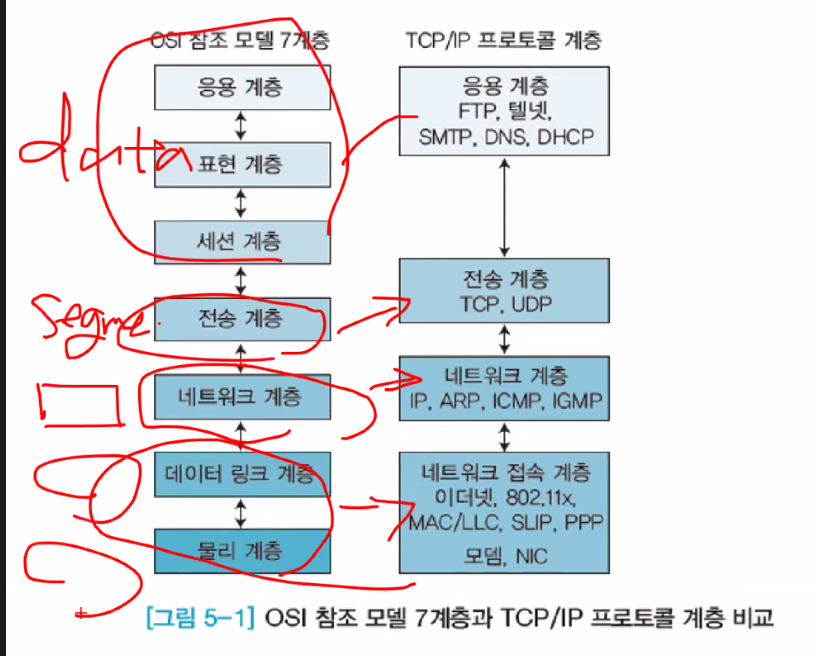 OSI 참조 모델 7계층
TCP/IP 프로토콜 계층
data
응용 계층
표현 계층
세션 계층
Segme
전송 계층
네트워크 계층
데이터 링크 계층
물리 계층
응용 계층
FTP, 텔넷,
SMTP, DNS, DHCP
전송 계층
TCP, UDP
네트워크 계층
IP, ARP, ICMP, IGMP
네트워크 접속 계층
이더넷, 802.11x,
MAC/LLC, SLIP, PPP
모뎀, NIC
[그림 5-1] OSI 참조 모델 7계층과 TCP/IP 프로토콜 계층 비교